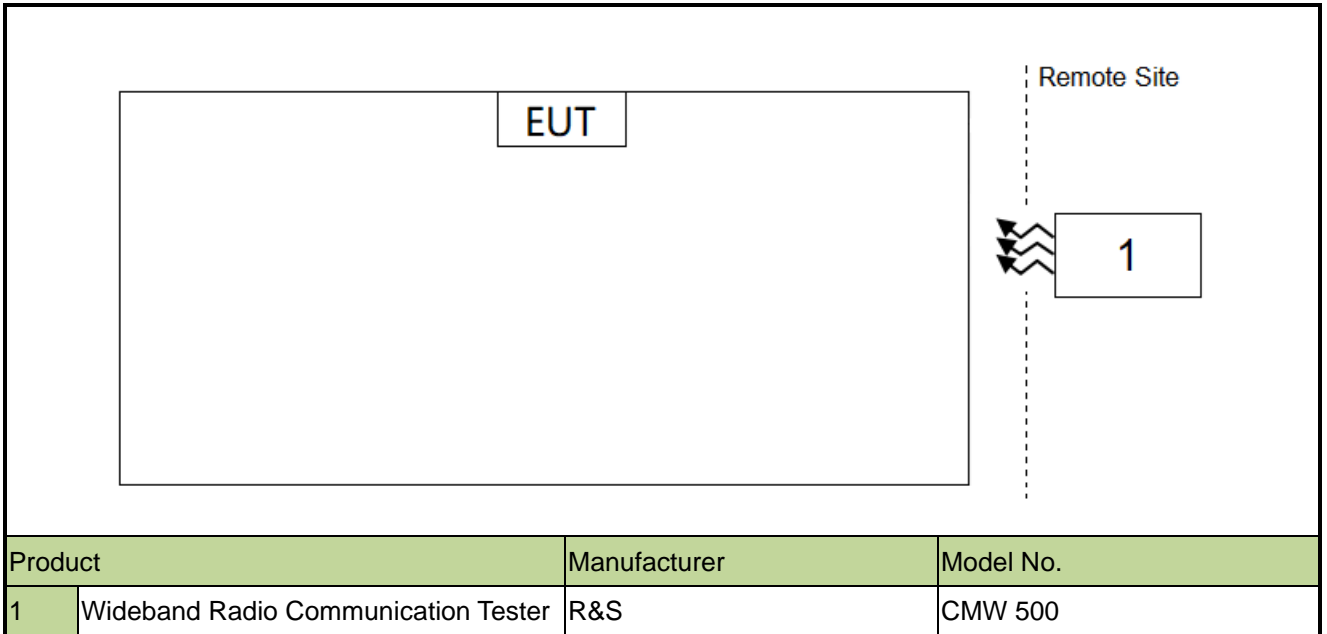 Remote Site
EUT
1
Product Manufacturer Model No.
1 Wideband Radio Communication Tester R&S CMW 500